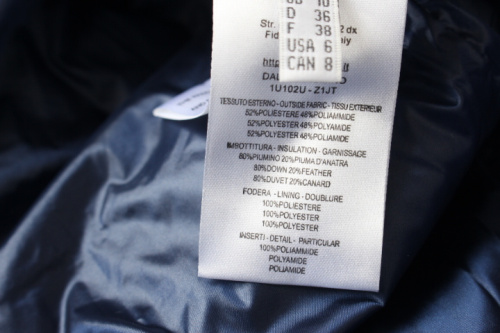 10
D 36
F 38
USA 6
CAN 8
Str.
1U102U - Z1JT
TESSUTO ESTERNO - OUTSIDE FABRIC - TISSU EXTERIEUR
52%POLIESTERE 48%POLIAMMIDE
52%POLYESTER 48%POLYAMIDE
52%POLYESTER 48%POLIAMIDE
IMBOTTITURA - INSULATION - GARNISSAGE
80%PIUMINO 20%PIUMA D'ANATRA
80%DOWN 20%FEATHER
80%DUVET 20%CANARD
FODERA - LINING - DOUBLURE
100%POLIESTERE
100%POLYESTER
100%POLYESTER
INSERTI - DETAIL - PARTICULAR
100%POLIAMMIDE
POLYAMIDE
POLIAMIDE